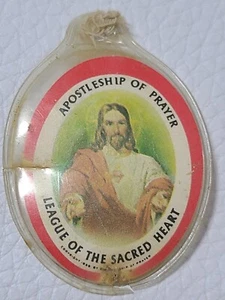 APOSTLESHIP OF PRAYER
LEAGUE OF THE SACRED HEART